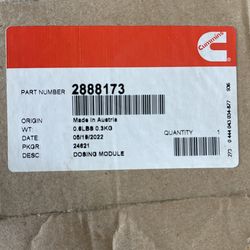 Cummins
PART NUMBER 2888173
ORIGIN Made in Austria
WT: 0.6LBS 0.3KG
DATE 05/19/2022
QUANTITY 1
PKGR 24621
DESC DOSING MODULE